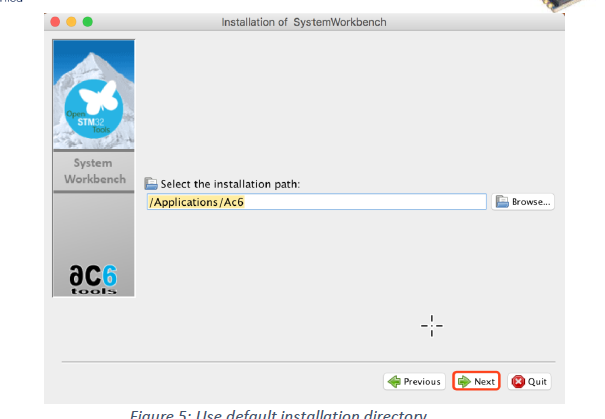 Installation of SystemWorkbench
Open
STM32
Tools
System
Workbench
Select the installation path:
/Applications/Ac6
Browse...
ac6
tools
Previous
Next
Quit
Figure 5: Use default installation directory